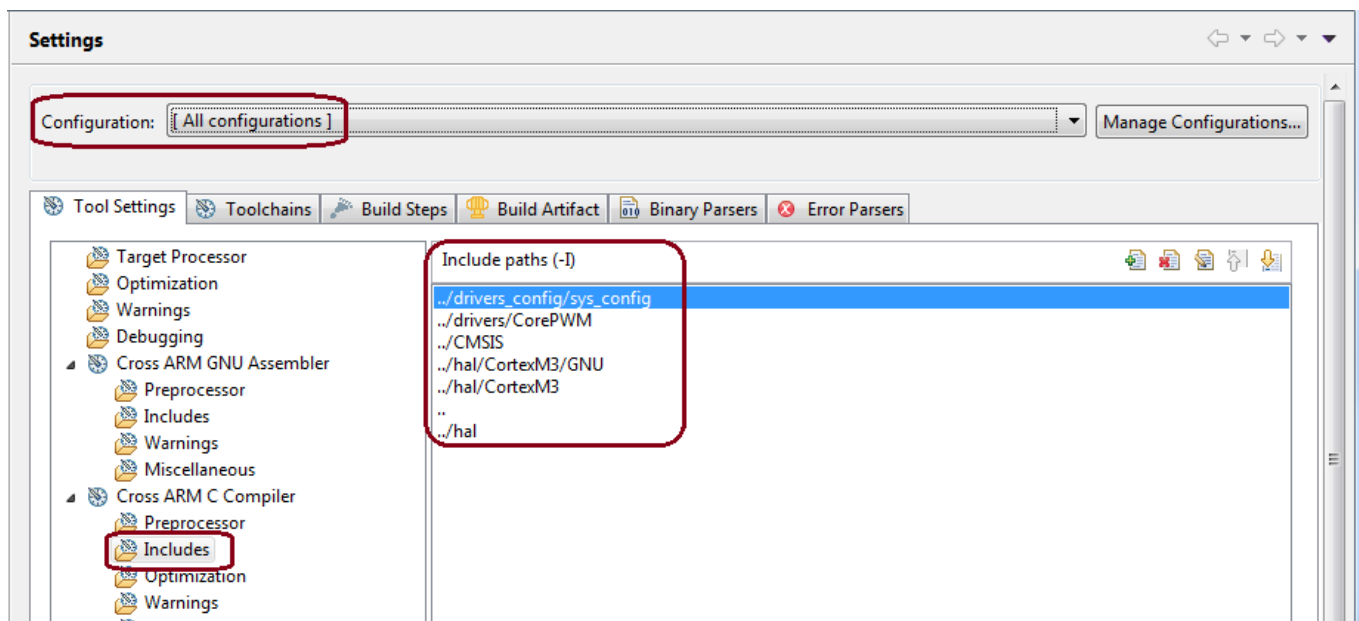 Settings
Configuration: [ All configurations ] Manage Configurations...
Tool Settings Toolchains Build Steps Build Artifact Binary Parsers Error Parsers
Target Processor
Optimization
Warnings
Debugging
Cross ARM GNU Assembler
Preprocessor
Includes
Warnings
Miscellaneous
Cross ARM C Compiler
Preprocessor
Includes
Optimization
Warnings
Include paths (-I)
../drivers_config/sys_config
../drivers/CorePWM
../CMSIS
../hal/CortexM3/GNU
../hal/CortexM3
..
../hal